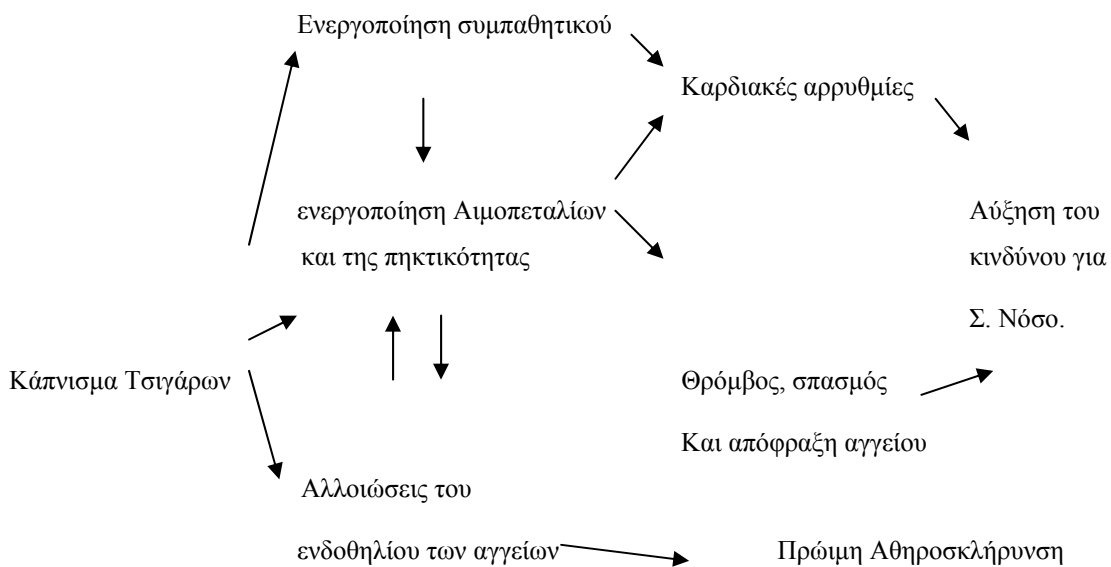 Ενεργοποίηση συμπαθητικού
Καρδιακές αρρυθμίες
ενεργοποίηση Αιμοπεταλίων
και της πηκτικότητας
Αύξηση του
κινδύνου για
Σ. Νόσο.
Κάπνισμα Τσιγάρων
Θρόμβος, σπασμός
Και απόφραξη αγγείου
Αλλοιώσεις του
ενδοθηλίου των αγγείων
Πρώιμη Αθηροσκλήρυνση